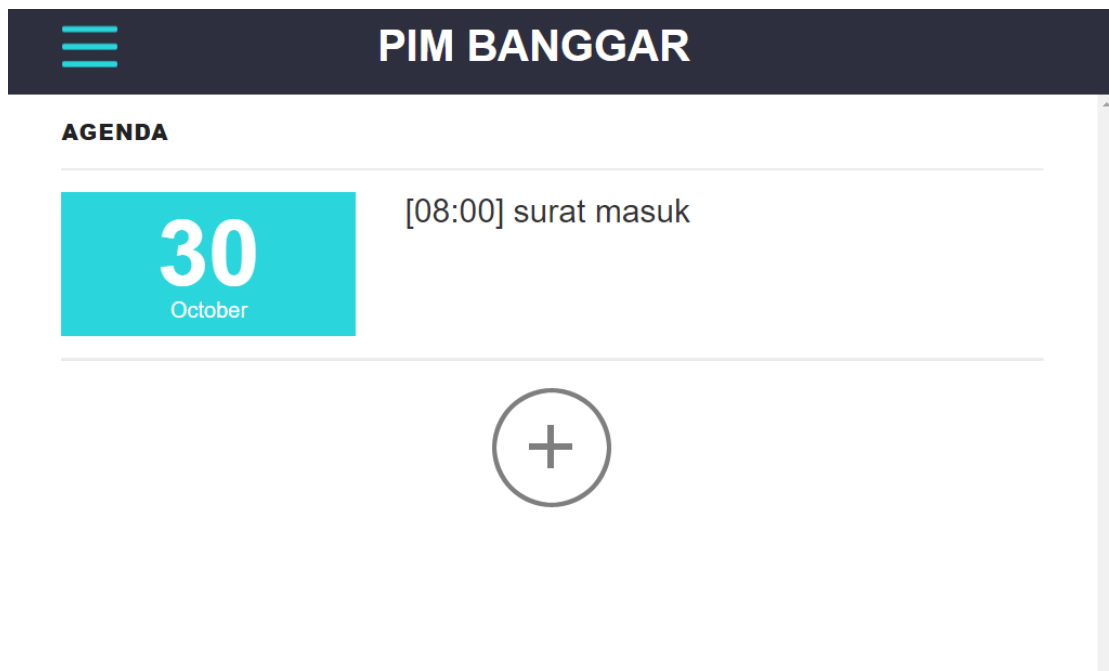 PIM BANGGAR
AGENDA
30
October
[08:00] surat masuk